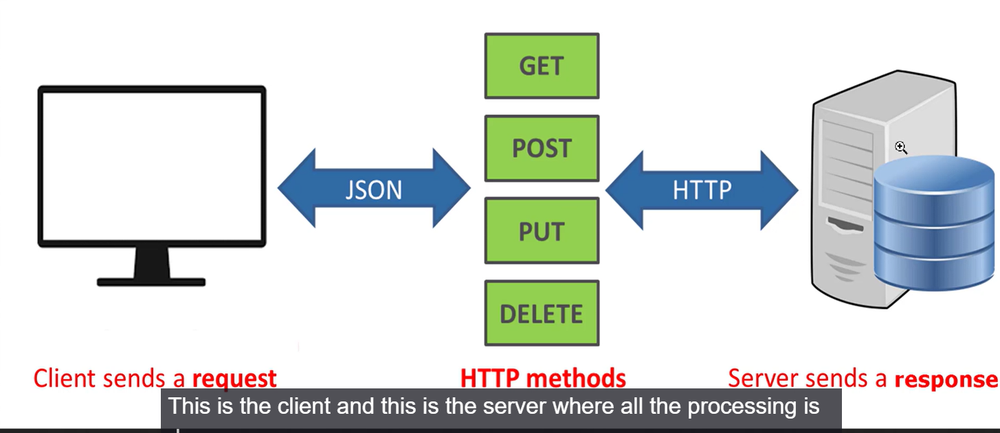 GET
POST
JSON
HTTP
PUT
DELETE
Client sends a request
HTTP methods
Server sends a response
This is the client and this is the server where all the processing is